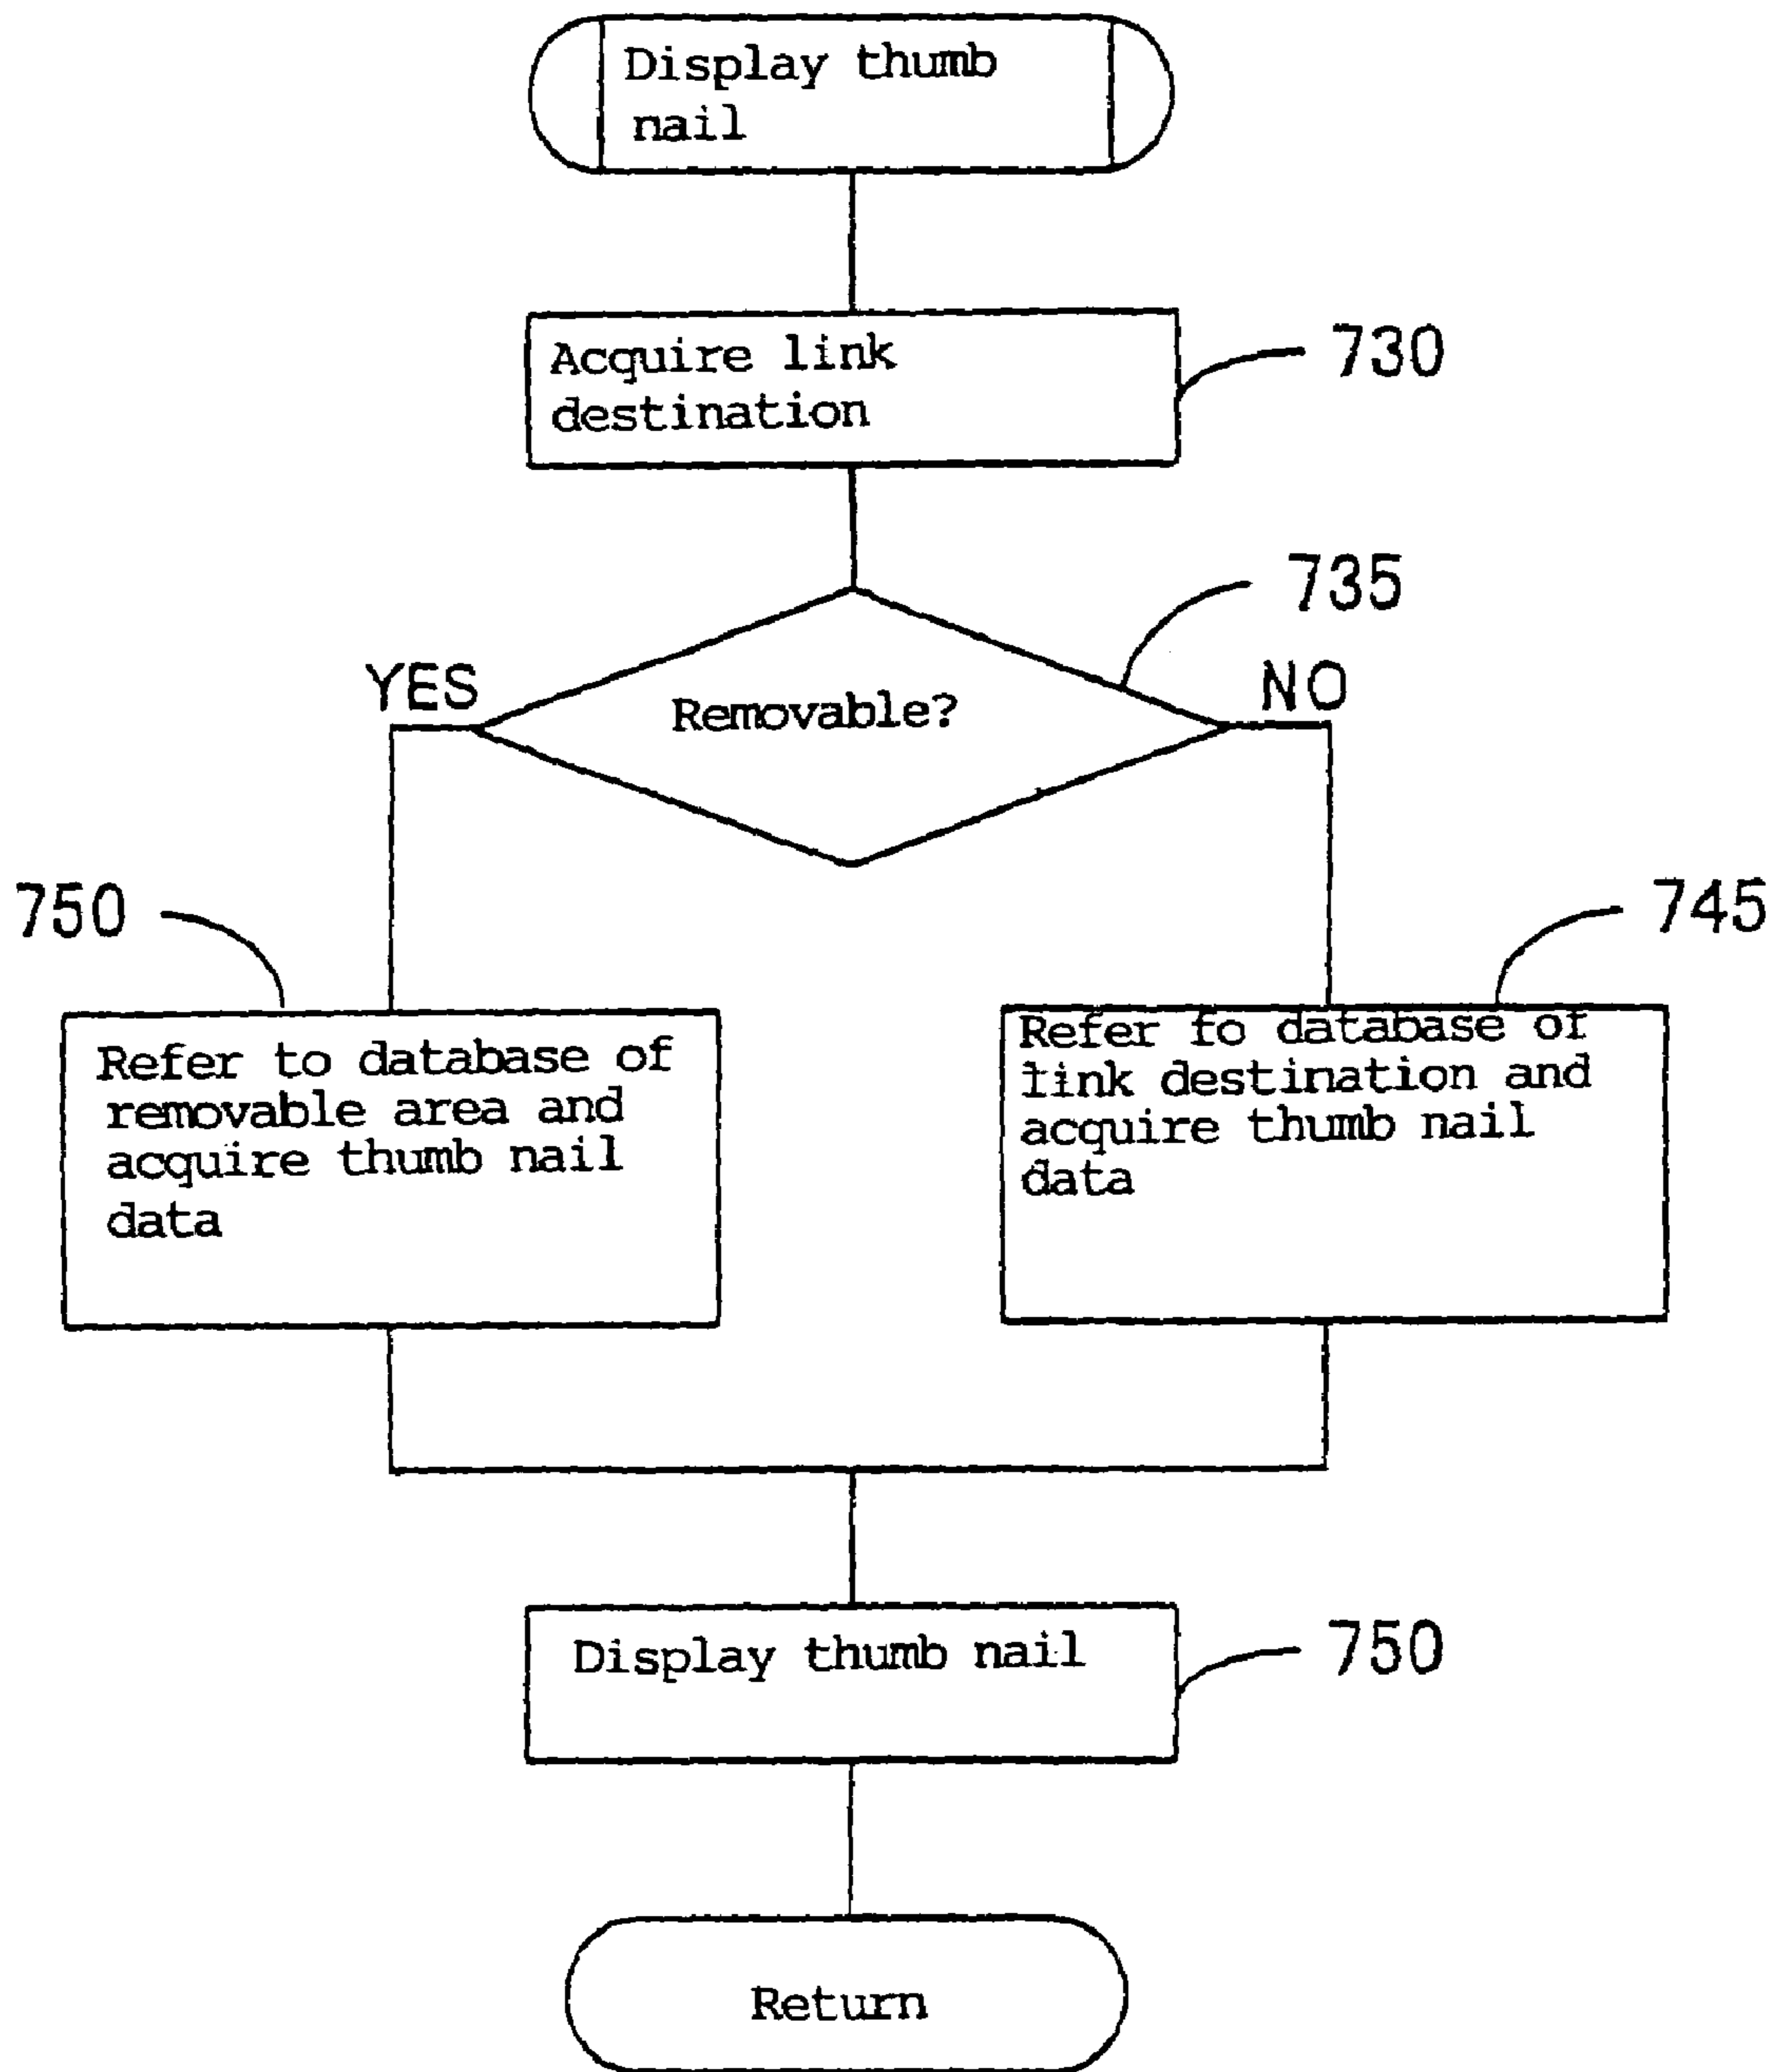 Display thumb
nail
Acquire link
destination
730
735
YES
Removable?
NO
750
745
Refer to database of
removable area and
acquire thumb nail
data
Refer fo database of
link destination and
acquire thumb nail
data
Display thumb nail
750
Return